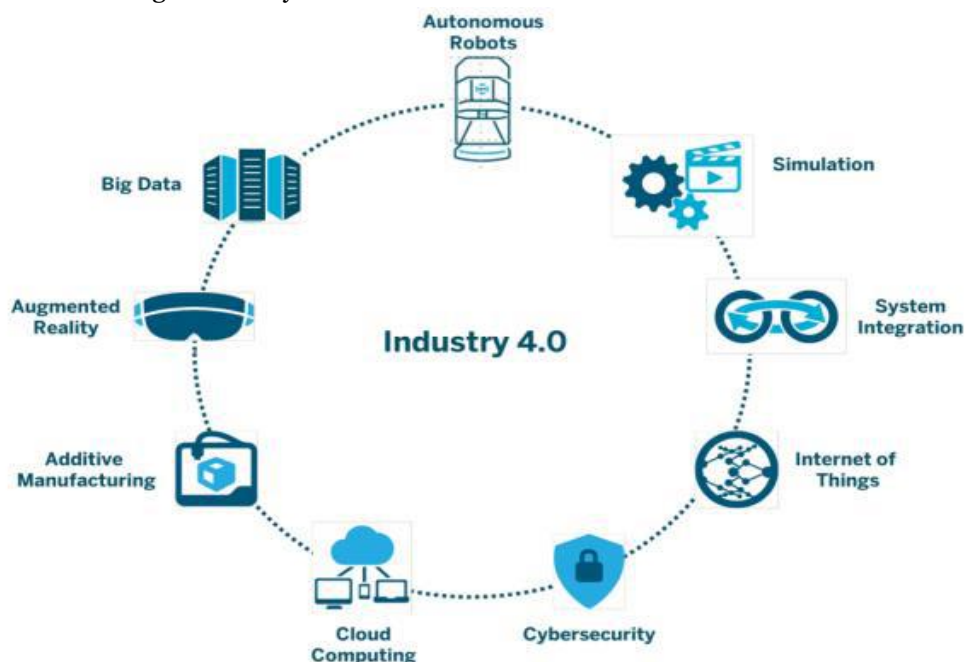 Autonomous
Robots
Simulation
System
Integration
Internet of
Things
Cybersecurity
Cloud
Computing
Additive
Manufacturing
Augmented
Reality
Big Data
Industry 4.0